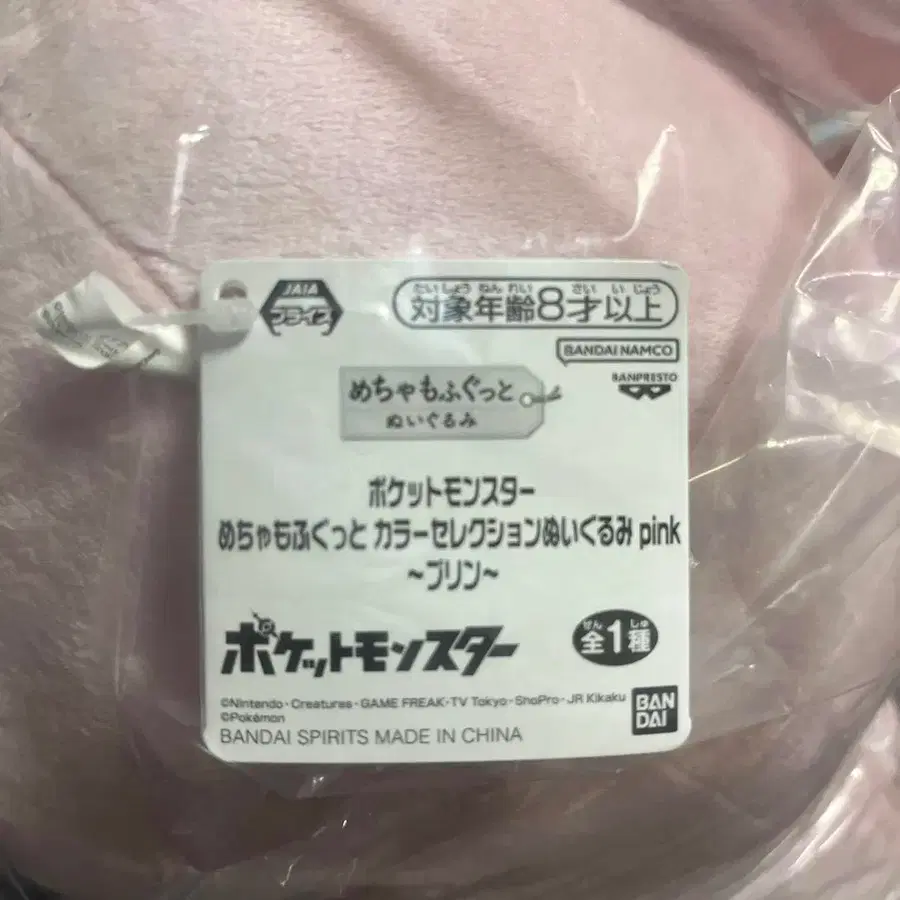 JAIA
プライズ
たいしょうねんれい さいいじょう
対象年齢8才以上
BANDAI NAMCO
BANPRESTO
めちゃもふぐっと
ぬいぐるみ
ポケットモンスター
めちゃもふぐっと カラーセレクションぬいぐるみ pink
~プリン~
ポケットモンスター
ぜん しゅ
全1種
©Nintendo・Creatures・GAME FREAK・TV Tokyo・ShoPro・JR Kikaku
©Pokémon
BAN
DAI
BANDAI SPIRITS MADE IN CHINA